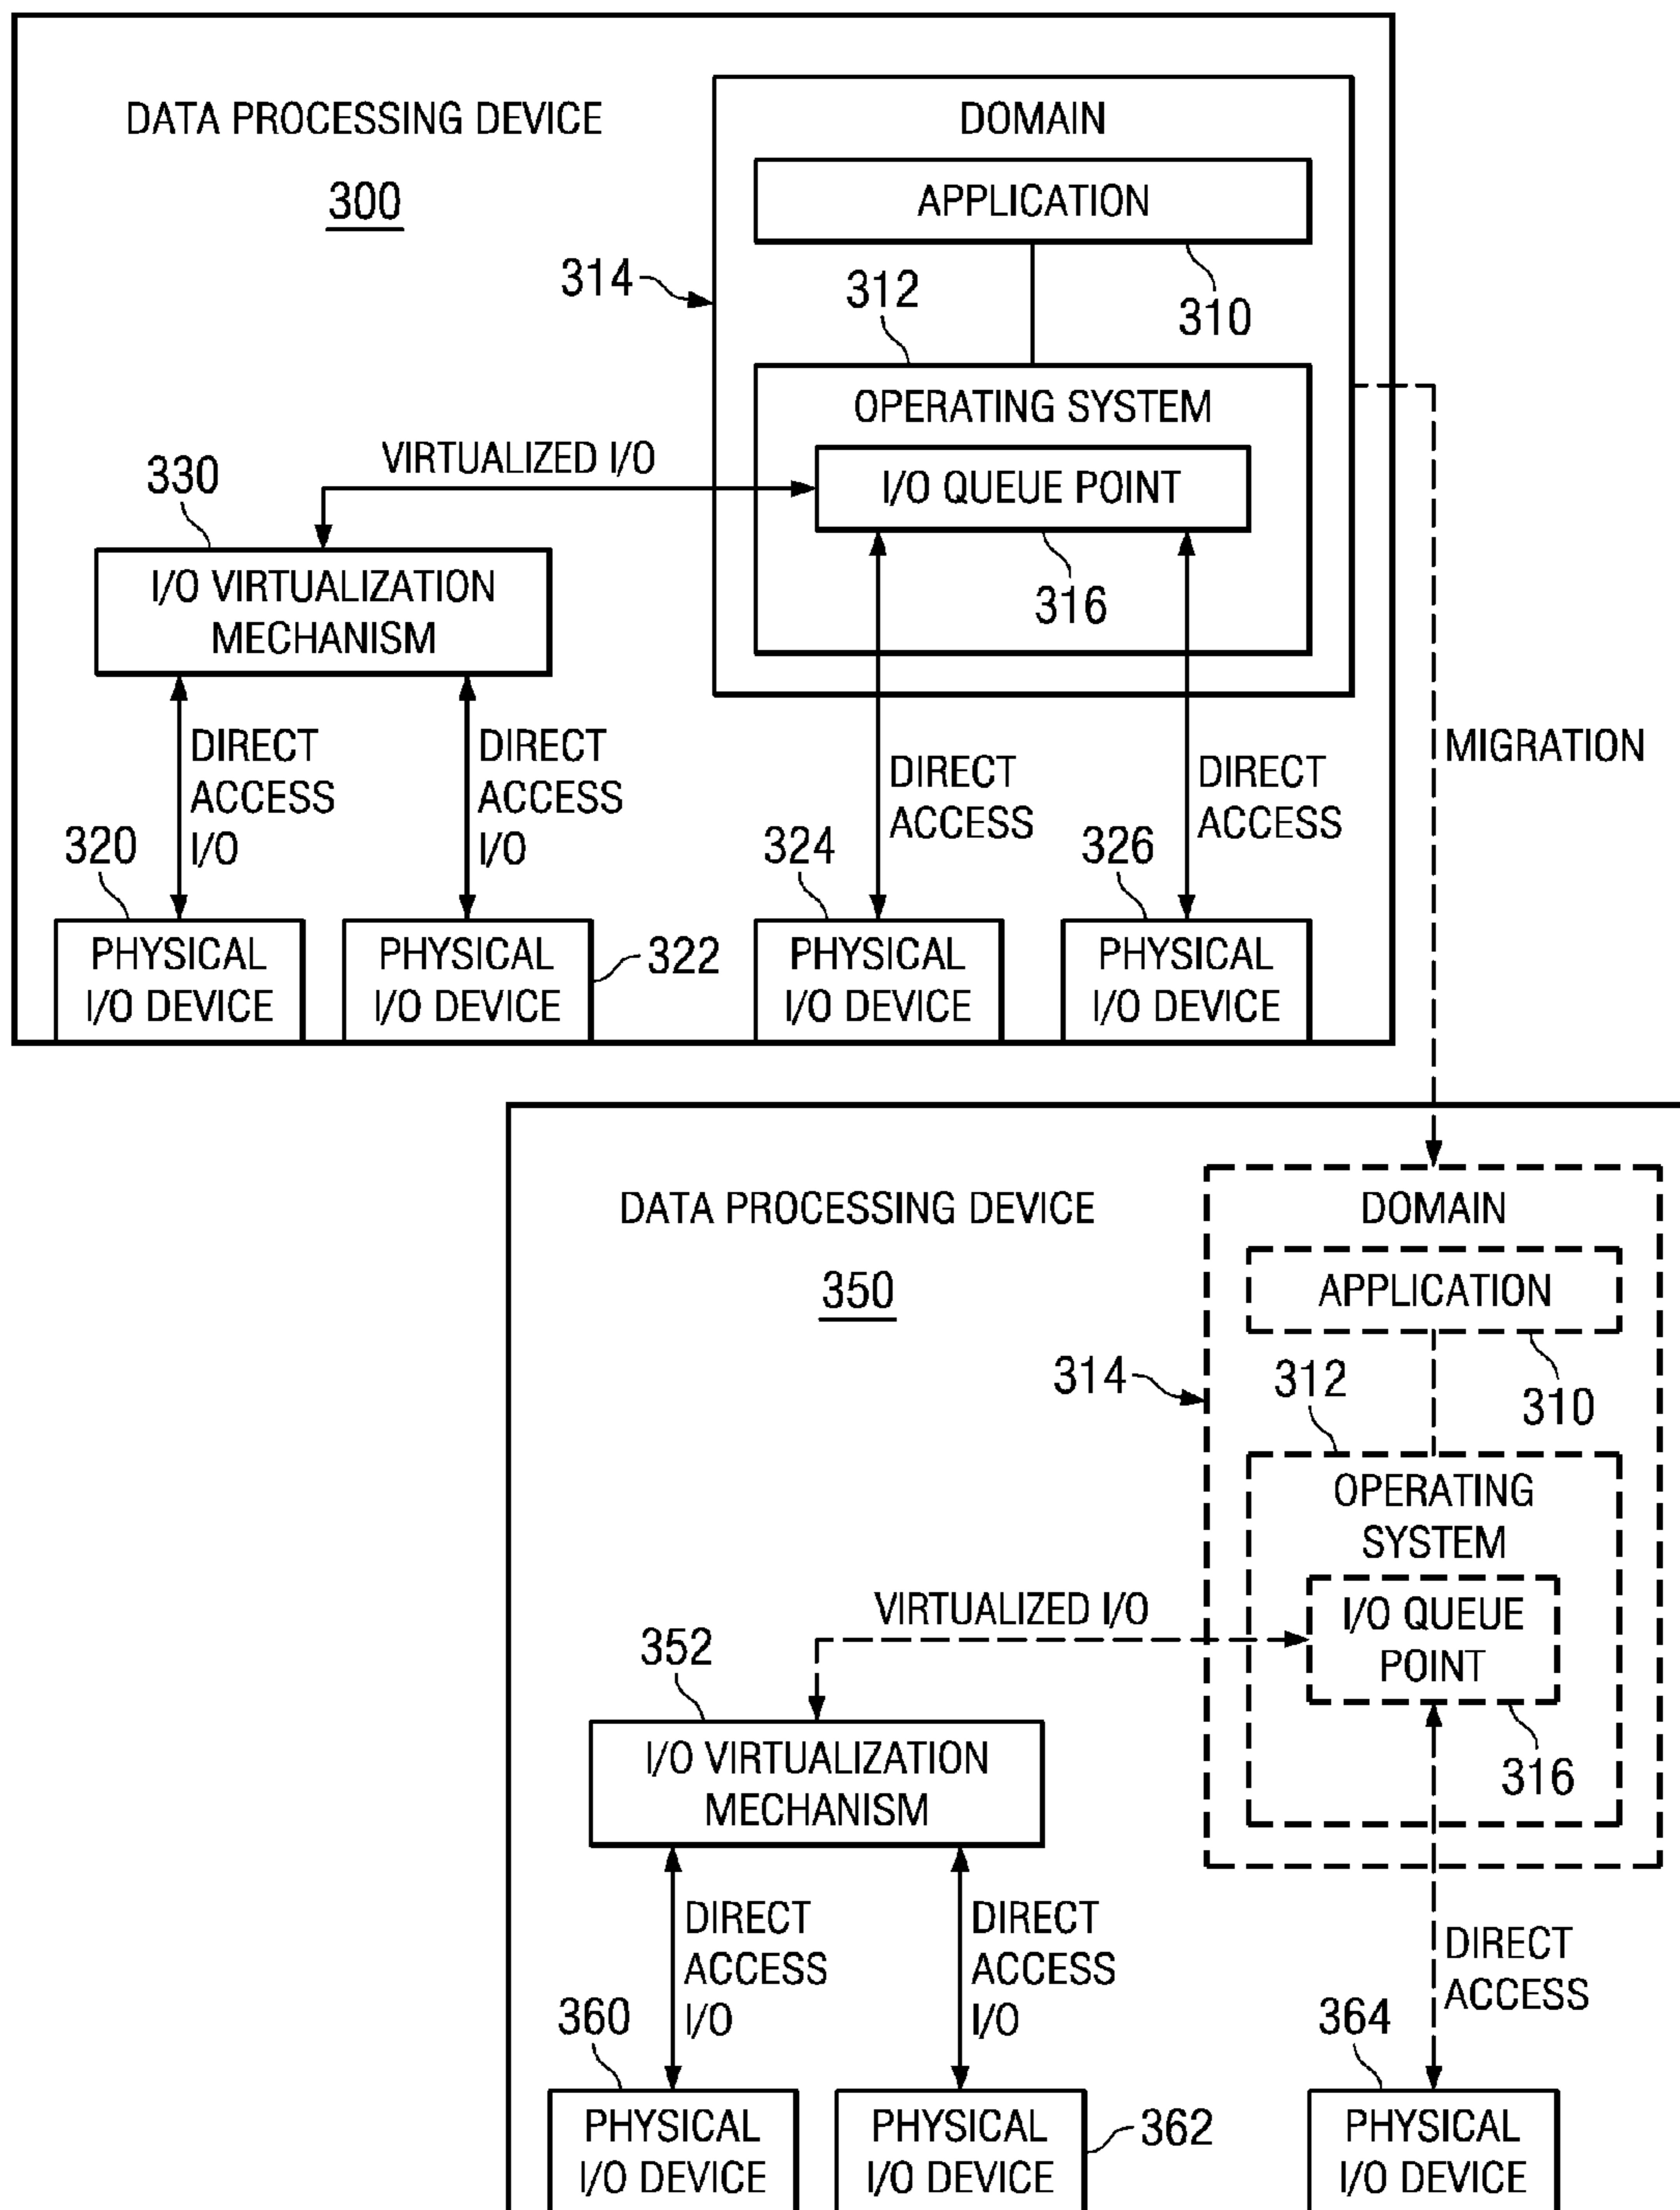 DATA PROCESSING DEVICE
300
DOMAIN
APPLICATION
310
314
312
OPERATING SYSTEM
I/O QUEUE POINT
316
VIRTUALIZED I/O
330
I/O VIRTUALIZATION
MECHANISM
DIRECT
ACCESS
I/O
DIRECT
ACCESS
I/O
DIRECT
ACCESS
DIRECT
ACCESS
MIGRATION
320
PHYSICAL
I/O DEVICE
PHYSICAL
I/O DEVICE
322
324
PHYSICAL
I/O DEVICE
326
PHYSICAL
I/O DEVICE
DATA PROCESSING DEVICE
350
DOMAIN
APPLICATION
310
314
312
OPERATING
SYSTEM
I/O QUEUE
POINT
316
VIRTUALIZED I/O
352
I/O VIRTUALIZATION
MECHANISM
DIRECT
ACCESS
I/O
DIRECT
ACCESS
I/O
DIRECT
ACCESS
360
PHYSICAL
I/O DEVICE
PHYSICAL
I/O DEVICE
362
364
PHYSICAL
I/O DEVICE